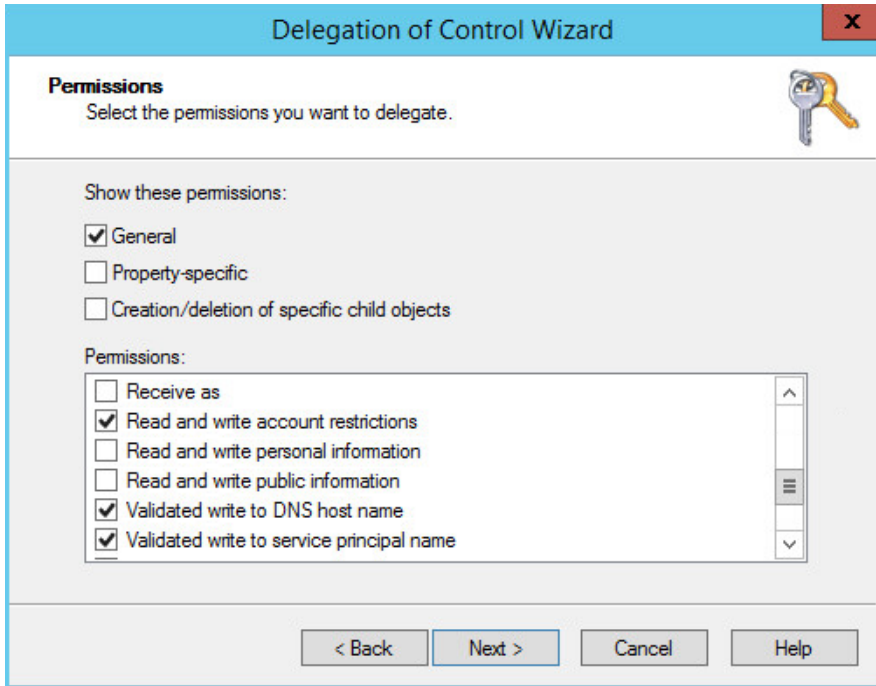 Delegation of Control Wizard
x
Permissions
Select the permissions you want to delegate.
Show these permissions:
General
Property-specific
Creation/deletion of specific child objects
Permissions:
Receive as
Read and write account restrictions
Read and write personal information
Read and write public information
Validated write to DNS host name
Validated write to service principal name
< Back Next > Cancel Help